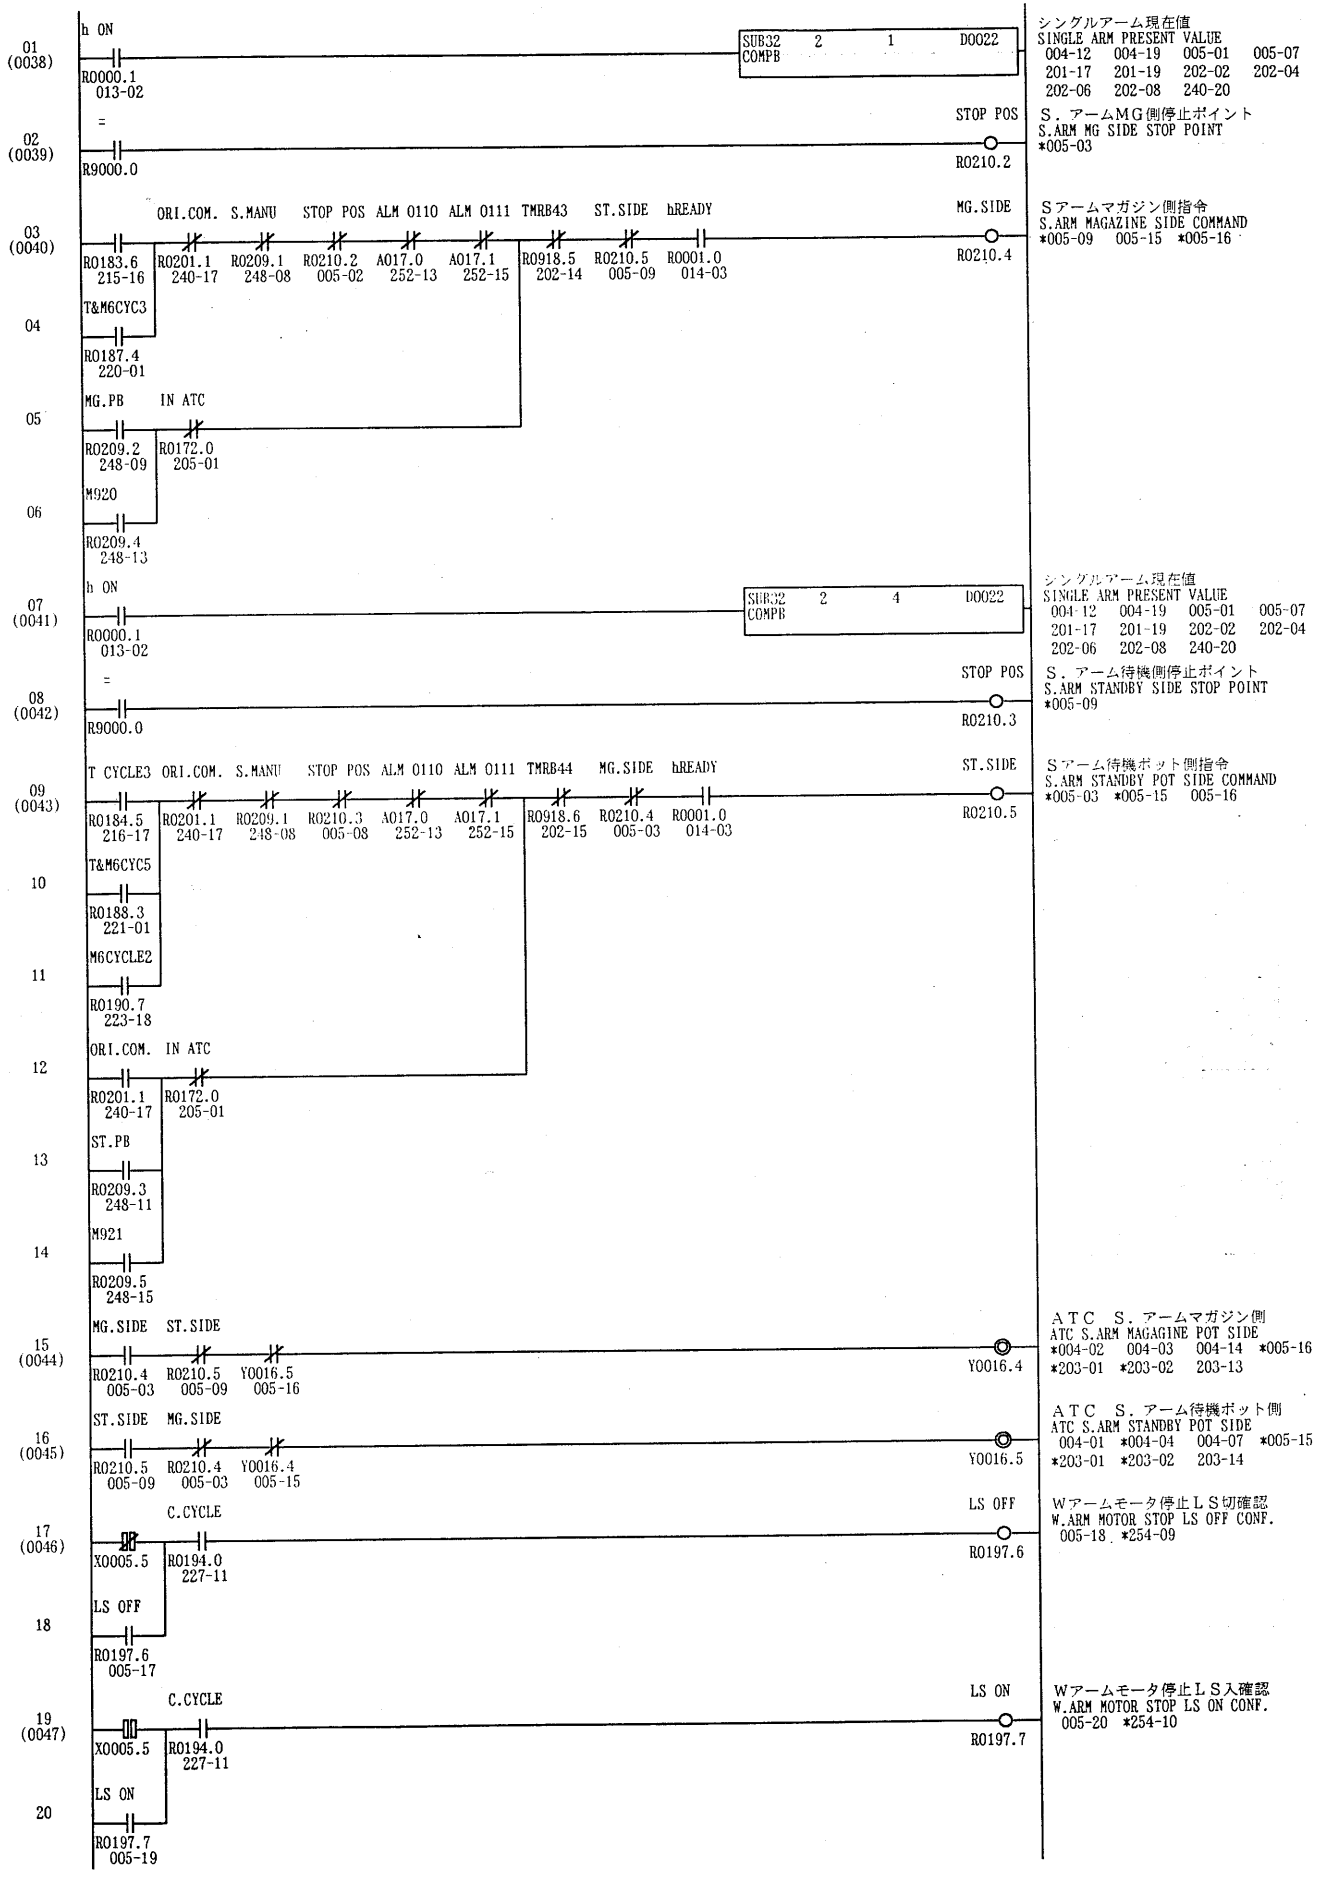 h ON
01
(0038)
R0000.1
013-02
SUB32 2 1 D0022
COMPB
シングルアーム現在値
SINGLE ARM PRESENT VALUE
004-12 004-19 005-01 005-07
201-17 201-19 202-02 202-04
202-06 202-08 240-20
=
02
(0039)
R9000.0
STOP POS
R0210.2
S．アームMG側停止ポイント
S.ARM MG SIDE STOP POINT
*005-03
ORI.COM. S.MANU STOP POS ALM 0110 ALM 0111 TMRB43 ST.SIDE hREADY MG.SIDE
03
(0040)
R0183.6 R0201.1 R0209.1 R0210.2 A017.0 A017.1 R0918.5 R0210.5 R0001.0 R0210.4
215-16 240-17 248-08 005-02 252-13 252-15 202-14 005-09 014-03
Sアームマガジン側指令
S.ARM MAGAZINE SIDE COMMAND
*005-09 005-15 *005-16
T&M6CYC3
04
R0187.4
220-01
MG.PB IN ATC
05
R0209.2 R0172.0
248-09 205-01
M920
06
R0209.4
248-13
h ON
07
(0041)
R0000.1
013-02
SUB32 2 4 D0022
COMPB
シングルアーム現在値
SINGLE ARM PRESENT VALUE
004-12 004-19 005-01 005-07
201-17 201-19 202-02 202-04
202-06 202-08 240-20
=
08
(0042)
R9000.0
STOP POS
R0210.3
S．アーム待機側停止ポイント
S.ARM STANDBY SIDE STOP POINT
*005-09
T CYCLE3 ORI.COM. S.MANU STOP POS ALM 0110 ALM 0111 TMRB44 MG.SIDE hREADY ST.SIDE
09
(0043)
R0184.5 R0201.1 R0209.1 R0210.3 A017.0 A017.1 R0918.6 R0210.4 R0001.0 R0210.5
216-17 240-17 248-08 005-08 252-13 252-15 202-15 005-03 014-03
Sアーム待機ポット側指令
S.ARM STANDBY POT SIDE COMMAND
*005-03 *005-15 005-16
T&M6CYC5
10
R0188.3
221-01
M6CYCLE2
11
R0190.7
223-18
ORI.COM. IN ATC
12
R0201.1 R0172.0
240-17 205-01
ST.PB
13
R0209.3
248-11
M921
14
R0209.5
248-15
MG.SIDE ST.SIDE
15
(0044)
R0210.4 R0210.5 Y0016.5 Y0016.4
005-03 005-09 005-16
ATC S．アームマガジン側
ATC S.ARM MAGAGINE POT SIDE
*004-02 004-03 004-14 *005-16
*203-01 *203-02 203-13
ST.SIDE MG.SIDE
16
(0045)
R0210.5 R0210.4 Y0016.4 Y0016.5
005-09 005-03 005-15
ATC S．アーム待機ポット側
ATC S.ARM STANDBY POT SIDE
004-01 *004-04 004-07 *005-15
*203-01 *203-02 203-14
C.CYCLE LS OFF
17
(0046)
X0005.5 R0194.0 R0197.6
227-11
Wアームモータ停止LS切確認
W.ARM MOTOR STOP LS OFF CONF.
005-18 *254-09
LS OFF
18
R0197.6
005-17
C.CYCLE LS ON
19
(0047)
X0005.5 R0194.0 R0197.7
227-11
Wアームモータ停止LS入確認
W.ARM MOTOR STOP LS ON CONF.
005-20 *254-10
LS ON
20
R0197.7
005-19